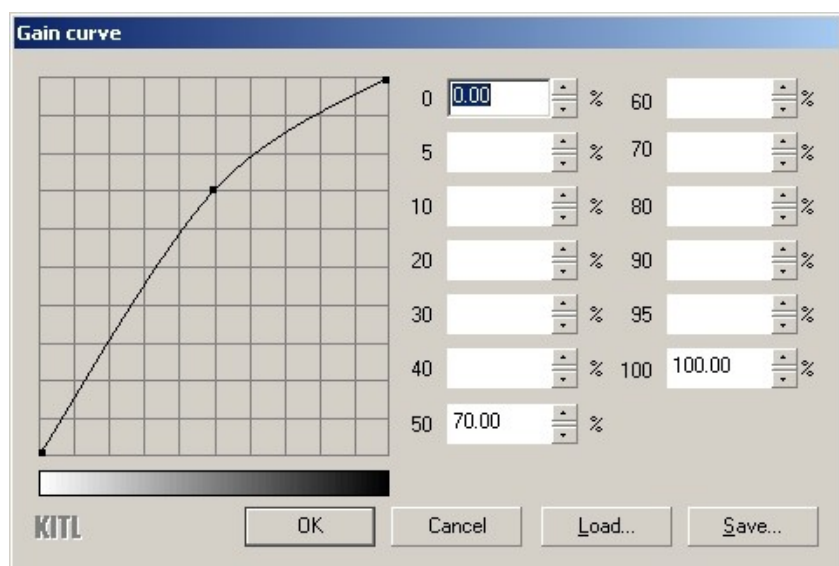 Gain curve
0 0.00 % 60 %
5 % 70 %
10 % 80 %
20 % 90 %
30 % 95 %
40 % 100 100.00 %
50 70.00 %
KITL OK Cancel Load... Save...